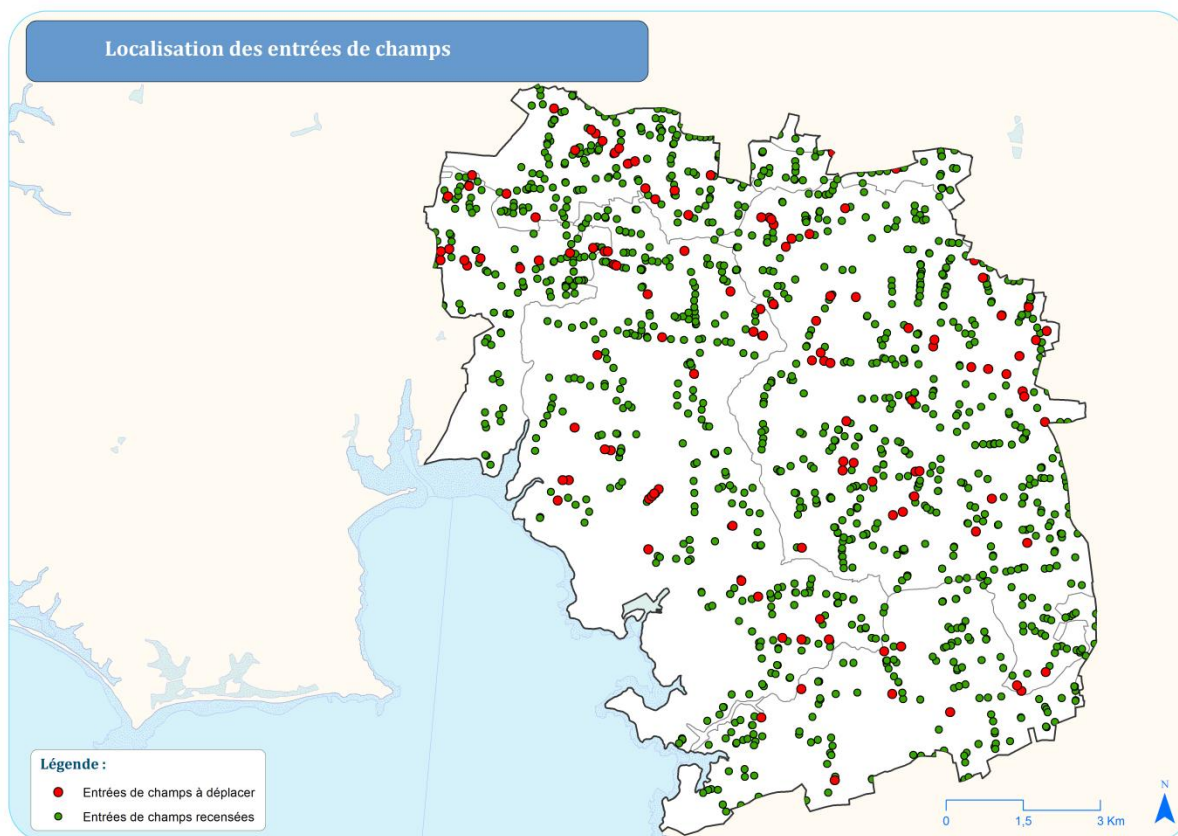 Localisation des entrées de champs
Légende :
Entrées de champs à déplacer
Entrées de champs recensées
N
0 1,5 3 Km